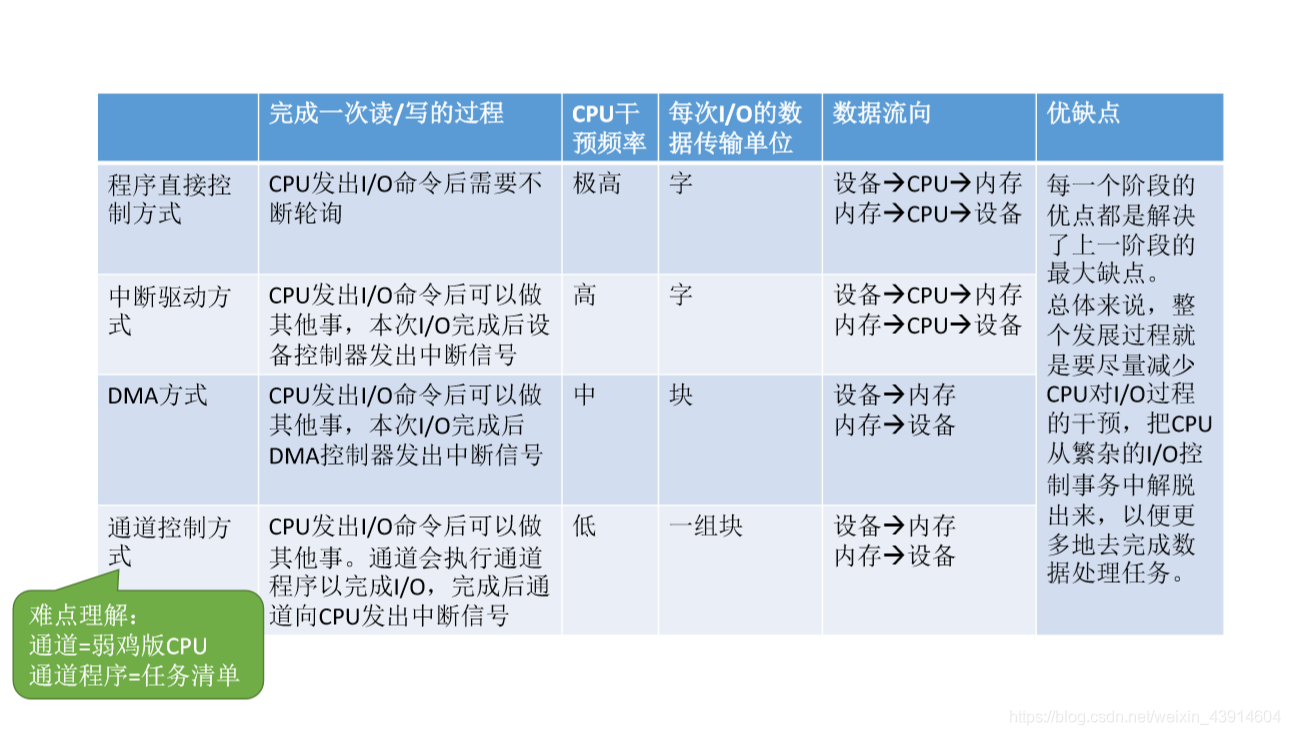 完成一次读/写的过程
CPU干
预频率
每次I/O的数
据传输单位
数据流向
优缺点
程序直接控
制方式
CPU发出I/O命令后需要不
断轮询
极高
字
设备→CPU→内存
内存→CPU→设备
每一个阶段的
优点都是解决
了上一阶段的
最大缺点。
总体来说，整
个发展过程就
是要尽量减少
CPU对I/O过程
的干预，把CPU
从繁杂的I/O控
制事务中解脱
出来，以便更
多地去完成数
据处理任务。
中断驱动方
式
CPU发出I/O命令后可以做
其他事，本次I/O完成后设
备控制器发出中断信号
高
字
设备→CPU→内存
内存→CPU→设备
DMA方式
CPU发出I/O命令后可以做
其他事，本次I/O完成后
DMA控制器发出中断信号
中
块
设备→内存
内存→设备
通道控制方
式
CPU发出I/O命令后可以做
其他事。通道会执行通道
程序以完成I/O，完成后通
道向CPU发出中断信号
低
一组块
设备→内存
内存→设备
难点理解：
通道=弱鸡版CPU
通道程序=任务清单
https://blog.csdn.net/weixin_43914604